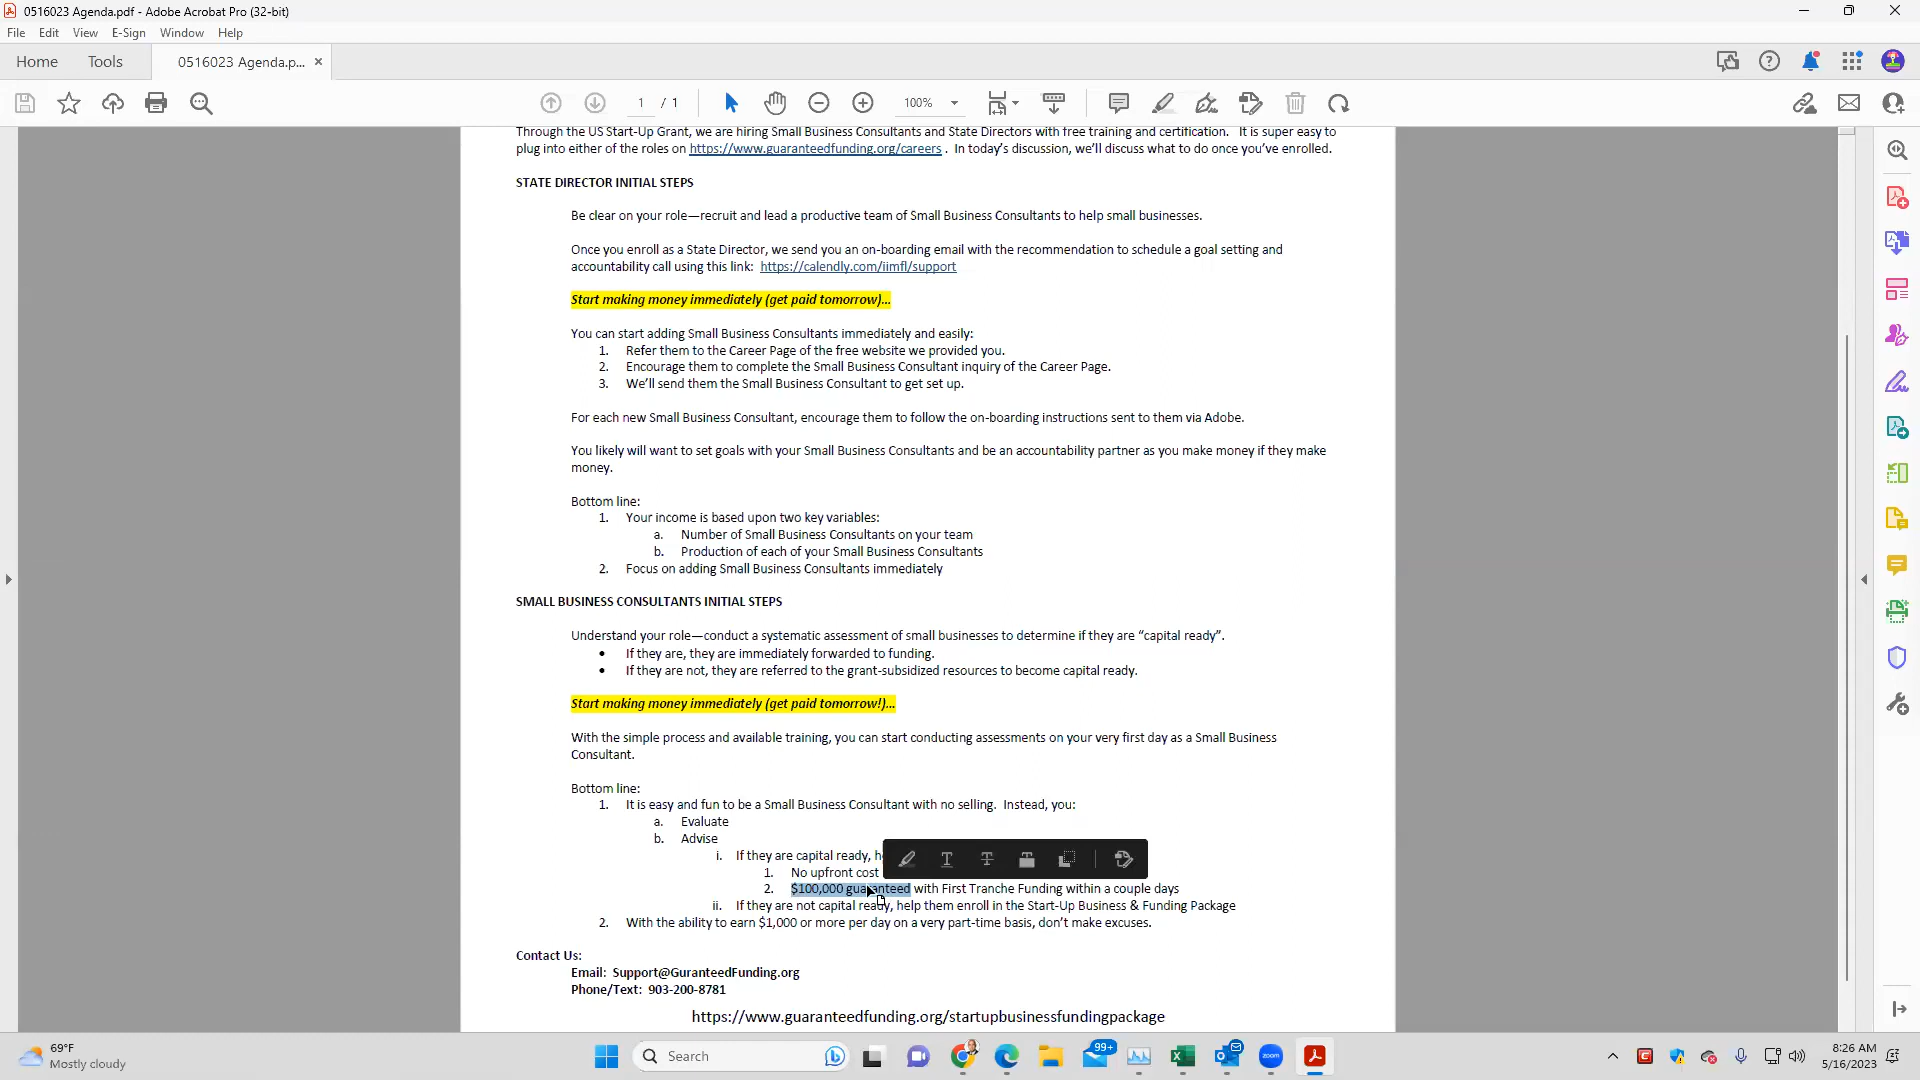 0516023 Agenda.pdf - Adobe Acrobat Pro (32-bit)
File Edit View E-Sign Window Help
Home Tools 0516023 Agenda.p... ×
1 / 1 100%
Through the US Start-Up Grant, we are hiring Small Business Consultants and State Directors with free training and certification. It is super easy to
plug into either of the roles on https://www.guaranteedfunding.org/careers . In today's discussion, we'll discuss what to do once you've enrolled.
STATE DIRECTOR INITIAL STEPS
Be clear on your role—recruit and lead a productive team of Small Business Consultants to help small businesses.
Once you enroll as a State Director, we send you an on-boarding email with the recommendation to schedule a goal setting and
accountability call using this link: https://calendly.com/iimfl/support
Start making money immediately (get paid tomorrow)...
You can start adding Small Business Consultants immediately and easily:
1. Refer them to the Career Page of the free website we provided you.
2. Encourage them to complete the Small Business Consultant inquiry of the Career Page.
3. We'll send them the Small Business Consultant to get set up.
For each new Small Business Consultant, encourage them to follow the on-boarding instructions sent to them via Adobe.
You likely will want to set goals with your Small Business Consultants and be an accountability partner as you make money if they make
money.
Bottom line:
1. Your income is based upon two key variables:
a. Number of Small Business Consultants on your team
b. Production of each of your Small Business Consultants
2. Focus on adding Small Business Consultants immediately
SMALL BUSINESS CONSULTANTS INITIAL STEPS
Understand your role—conduct a systematic assessment of small businesses to determine if they are “capital ready”.
• If they are, they are immediately forwarded to funding.
• If they are not, they are referred to the grant-subsidized resources to become capital ready.
Start making money immediately (get paid tomorrow!)...
With the simple process and available training, you can start conducting assessments on your very first day as a Small Business
Consultant.
Bottom line:
1. It is easy and fun to be a Small Business Consultant with no selling. Instead, you:
a. Evaluate
b. Advise
i. If they are capital ready,
1. No upfront cost
2. $100,000 guaranteed with First Tranche Funding within a couple days
ii. If they are not capital ready, help them enroll in the Start-Up Business & Funding Package
2. With the ability to earn $1,000 or more per day on a very part-time basis, don't make excuses.
Contact Us:
Email: Support@GuranteedFunding.org
Phone/Text: 903-200-8781
https://www.guaranteedfunding.org/startupbusinessfundingpackage
69°F
Mostly cloudy
Search
99+
zoom
8:26 AM
5/16/2023